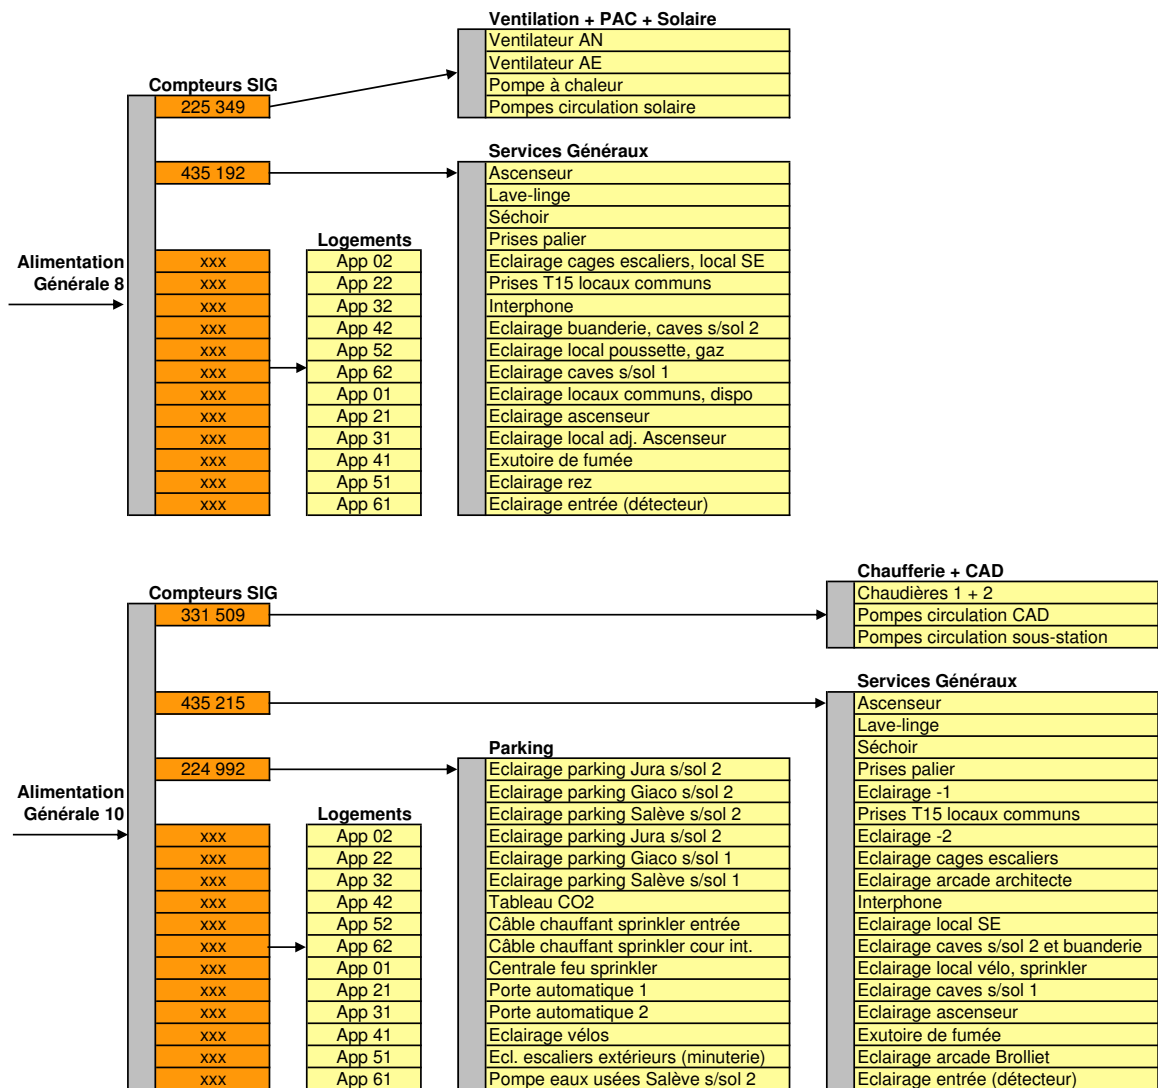 Ventilation + PAC + Solaire
Ventilateur AN
Ventilateur AE
Compteurs SIG
Pompe à chaleur
225 349
Pompes circulation solaire
Services Généraux
435 192
Ascenseur
Lave-linge
Séchoir
Logements
Prises palier
Alimentation
Générale 8
xxx App 02 Eclairage cages escaliers, local SE
xxx App 22 Prises T15 locaux communs
xxx App 32 Interphone
xxx App 42 Eclairage buanderie, caves s/sol 2
xxx App 52 Eclairage local poussette, gaz
xxx App 62 Eclairage caves s/sol 1
xxx App 01 Eclairage locaux communs, dispo
xxx App 21 Eclairage ascenseur
xxx App 31 Eclairage local adj. Ascenseur
xxx App 41 Exutoire de fumée
xxx App 51 Eclairage rez
xxx App 61 Eclairage entrée (détecteur)
Chaufferie + CAD
Compteurs SIG
Chaudières 1 + 2
331 509
Pompes circulation CAD
Pompes circulation sous-station
Services Généraux
435 215
Ascenseur
Lave-linge
Parking
Séchoir
224 992 Eclairage parking Jura s/sol 2 Prises palier
Alimentation
Générale 10
Eclairage parking Giaco s/sol 2 Eclairage -1
Logements
Eclairage parking Salève s/sol 2 Prises T15 locaux communs
xxx App 02 Eclairage parking Jura s/sol 2 Eclairage -2
xxx App 22 Eclairage parking Giaco s/sol 1 Eclairage cages escaliers
xxx App 32 Eclairage parking Salève s/sol 1 Eclairage arcade architecte
xxx App 42 Tableau CO2 Interphone
xxx App 52 Câble chauffant sprinkler entrée Eclairage local SE
xxx App 62 Câble chauffant sprinkler cour int. Eclairage caves s/sol 2 et buanderie
xxx App 01 Centrale feu sprinkler Eclairage local vélo, sprinkler
xxx App 21 Porte automatique 1 Eclairage caves s/sol 1
xxx App 31 Porte automatique 2 Eclairage ascenseur
xxx App 41 Eclairage vélos Exutoire de fumée
xxx App 51 Ecl. escaliers extérieurs (minuterie) Eclairage arcade Brolliet
xxx App 61 Pompe eaux usées Salève s/sol 2 Eclairage entrée (détecteur)